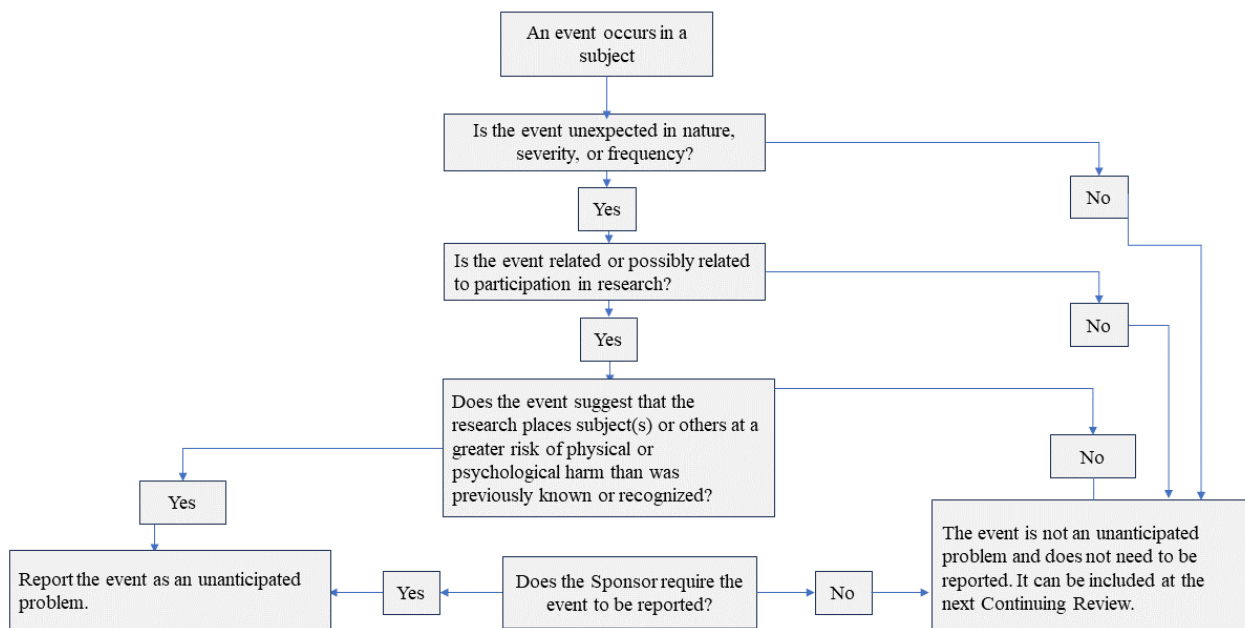 An event occurs in a
subject
Is the event unexpected in nature,
severity, or frequency?
No
Yes
Is the event related or possibly related
to participation in research?
No
Yes
Does the event suggest that the
research places subject(s) or others at a
greater risk of physical or
psychological harm than was
previously known or recognized?
No
Yes
The event is not an unanticipated
problem and does not need to be
reported. It can be included at the
next Continuing Review.
Report the event as an unanticipated
problem.
Yes
Does the Sponsor require the
event to be reported?
No